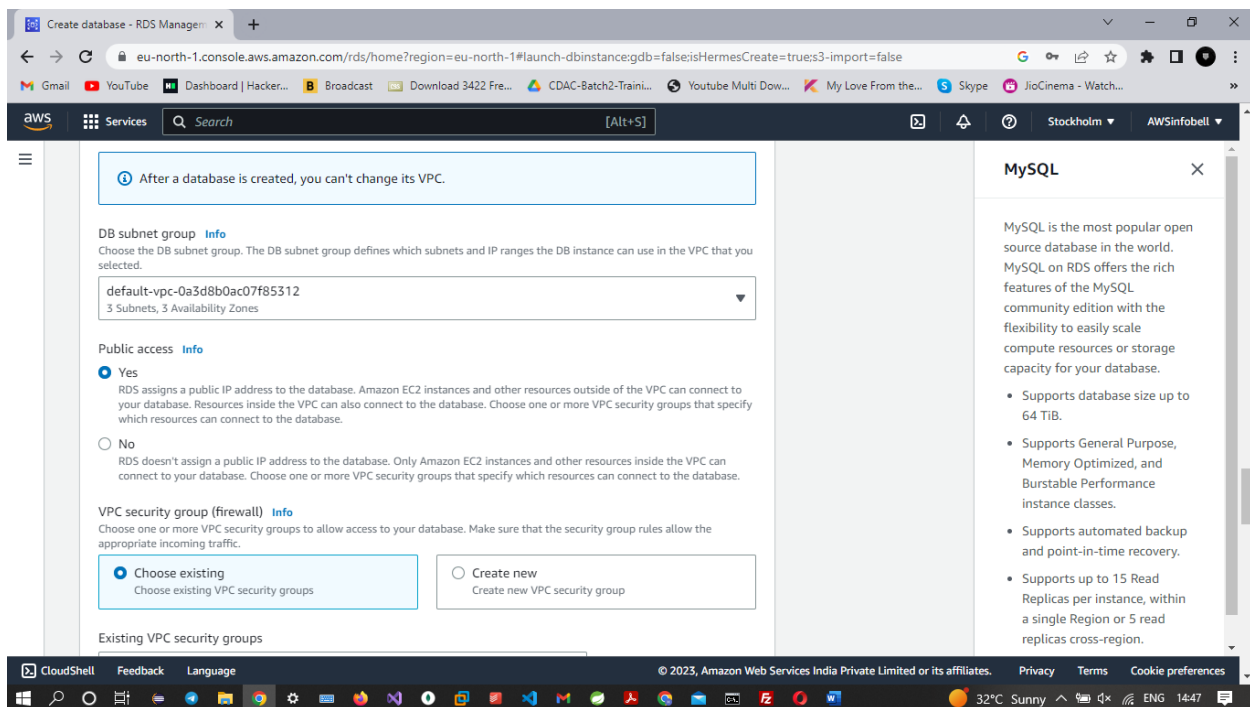 Create database - RDS Managem
eu-north-1.console.aws.amazon.com/rds/home?region=eu-north-1#launch-dbinstance:gdb=false;isHermesCreate=true;s3-import=false
Gmail YouTube Dashboard | Hacker... Broadcast Download 3422 Fre... CDAC-Batch2-Traini... Youtube Multi Dow... My Love From the... Skype JioCinema - Watch... »
aws Services Search [Alt+S] Stockholm AWSinfobell
After a database is created, you can't change its VPC.
DB subnet group Info
Choose the DB subnet group. The DB subnet group defines which subnets and IP ranges the DB instance can use in the VPC that you
selected.
default-vpc-0a3d8b0ac07f85312
3 Subnets, 3 Availability Zones
Public access Info
Yes
RDS assigns a public IP address to the database. Amazon EC2 instances and other resources outside of the VPC can connect to
your database. Resources inside the VPC can also connect to the database. Choose one or more VPC security groups that specify
which resources can connect to the database.
No
RDS doesn't assign a public IP address to the database. Only Amazon EC2 instances and other resources inside the VPC can
connect to your database. Choose one or more VPC security groups that specify which resources can connect to the database.
VPC security group (firewall) Info
Choose one or more VPC security groups to allow access to your database. Make sure that the security group rules allow the
appropriate incoming traffic.
Choose existing
Choose existing VPC security groups
Create new
Create new VPC security group
Existing VPC security groups
MySQL
MySQL is the most popular open
source database in the world.
MySQL on RDS offers the rich
features of the MySQL
community edition with the
flexibility to easily scale
compute resources or storage
capacity for your database.
• Supports database size up to
64 TiB.
• Supports General Purpose,
Memory Optimized, and
Burstable Performance
instance classes.
• Supports automated backup
and point-in-time recovery.
• Supports up to 15 Read
Replicas per instance, within
a single Region or 5 read
replicas cross-region.
CloudShell Feedback Language © 2023, Amazon Web Services India Private Limited or its affiliates. Privacy Terms Cookie preferences
32°C Sunny ENG 14:47